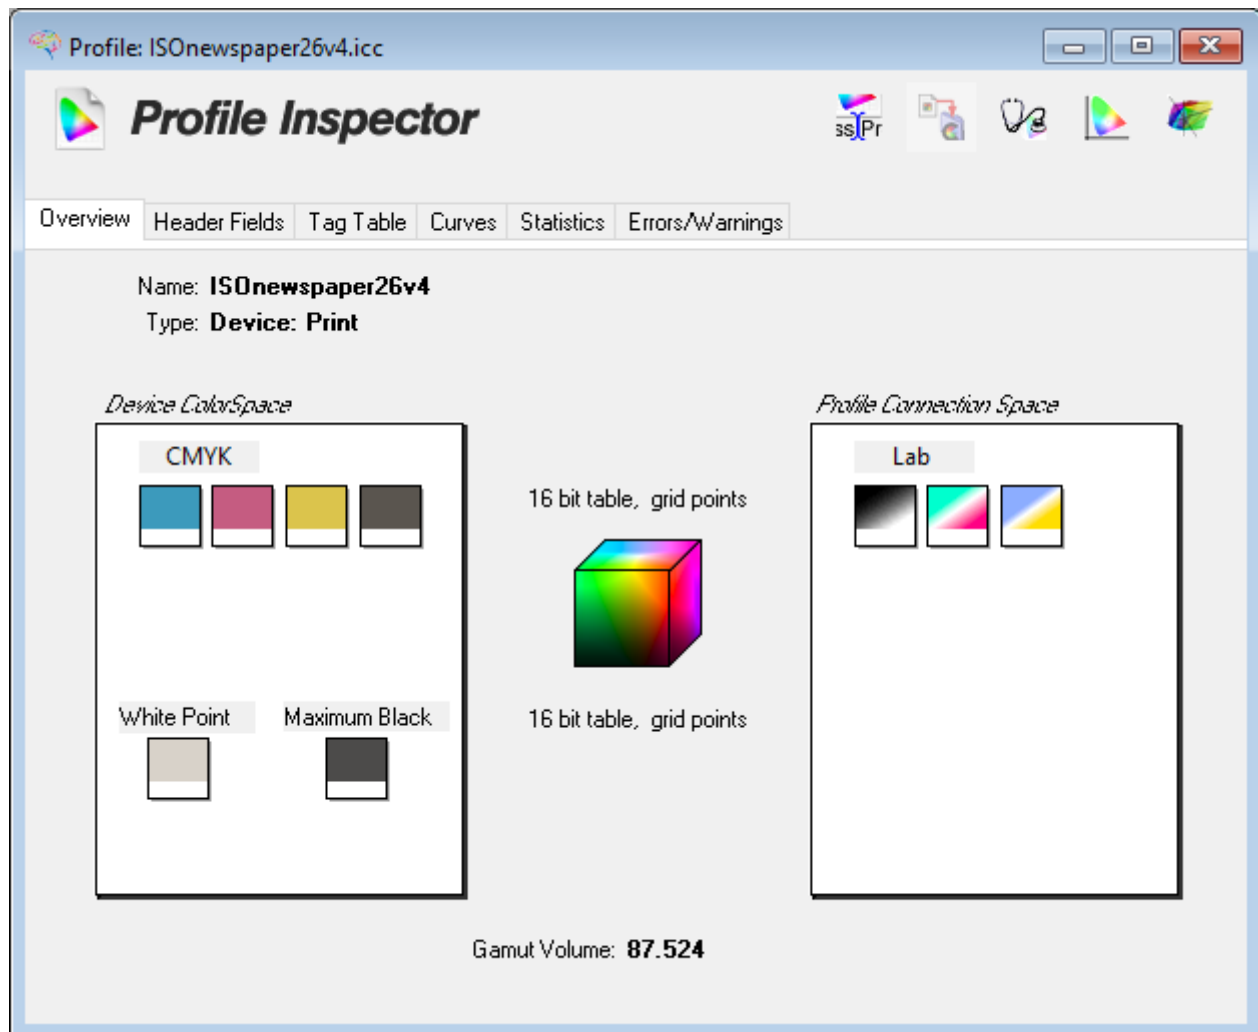 Profile: ISOnewspaper26v4.icc
Profile Inspector
ss Pr
Overview Header Fields Tag Table Curves Statistics Errors/Warnings
Name: ISOnewspaper26v4
Type: Device: Print
Device ColorSpace
Profile Connection Space
CMYK
Lab
16 bit table, grid points
White Point
Maximum Black
16 bit table, grid points
Gamut Volume: 87.524